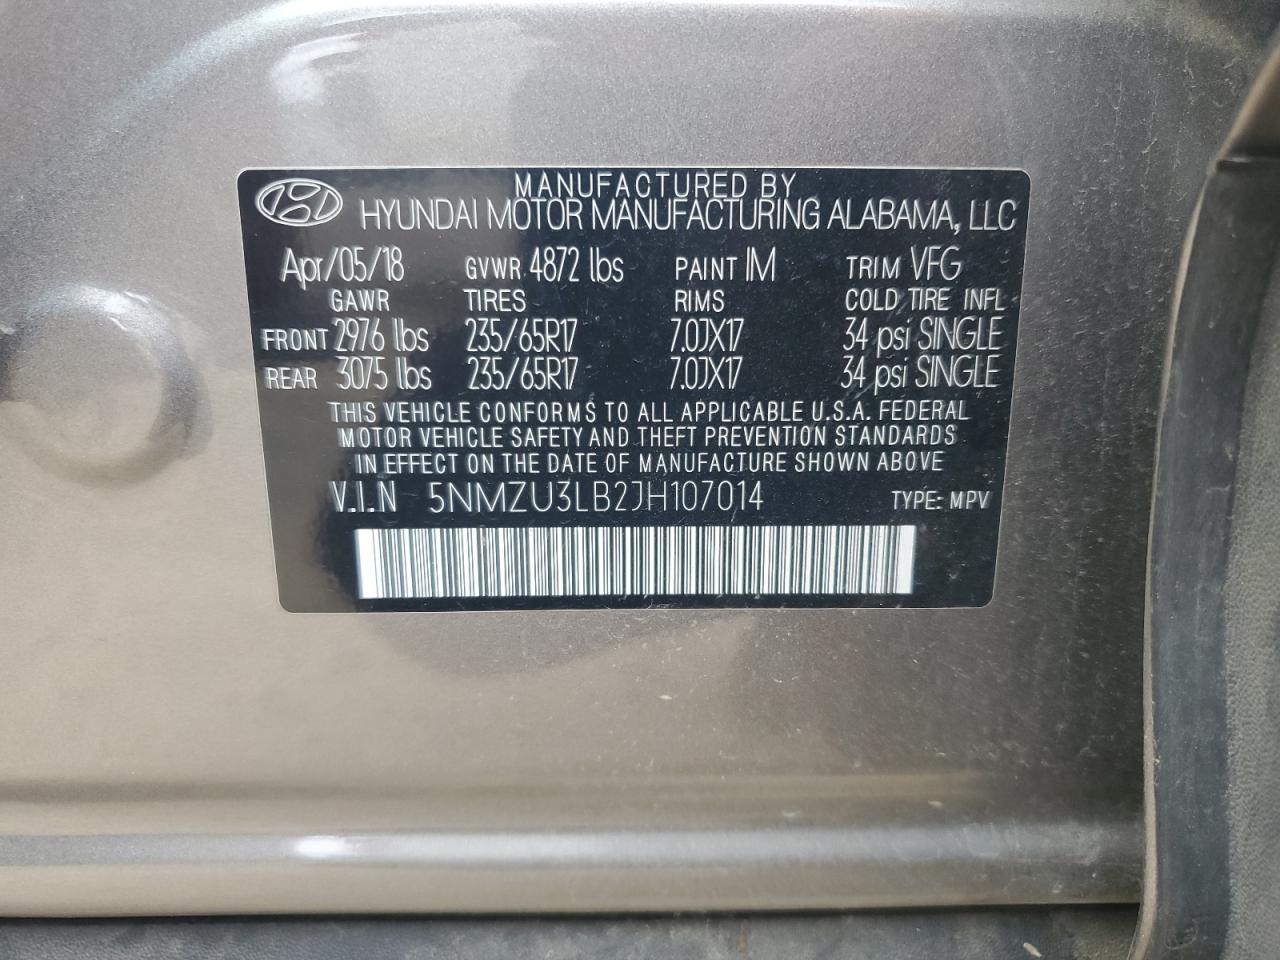 MANUFACTURED BY
HYUNDAI MOTOR MANUFACTURING ALABAMA, LLC
Apr/05/18 GVWR 4872 lbs PAINT IM TRIM VFG
GAWR TIRES RIMS COLD TIRE INFL
FRONT 2976 lbs 235/65R17 7.0JX17 34 psi SINGLE
REAR 3075 lbs 235/65R17 7.0JX17 34 psi SINGLE
THIS VEHICLE CONFORMS TO ALL APPLICABLE U.S.A. FEDERAL
MOTOR VEHICLE SAFETY AND THEFT PREVENTION STANDARDS
IN EFFECT ON THE DATE OF MANUFACTURE SHOWN ABOVE
V.I.N 5NMZU3LB2JH107014 TYPE: MPV